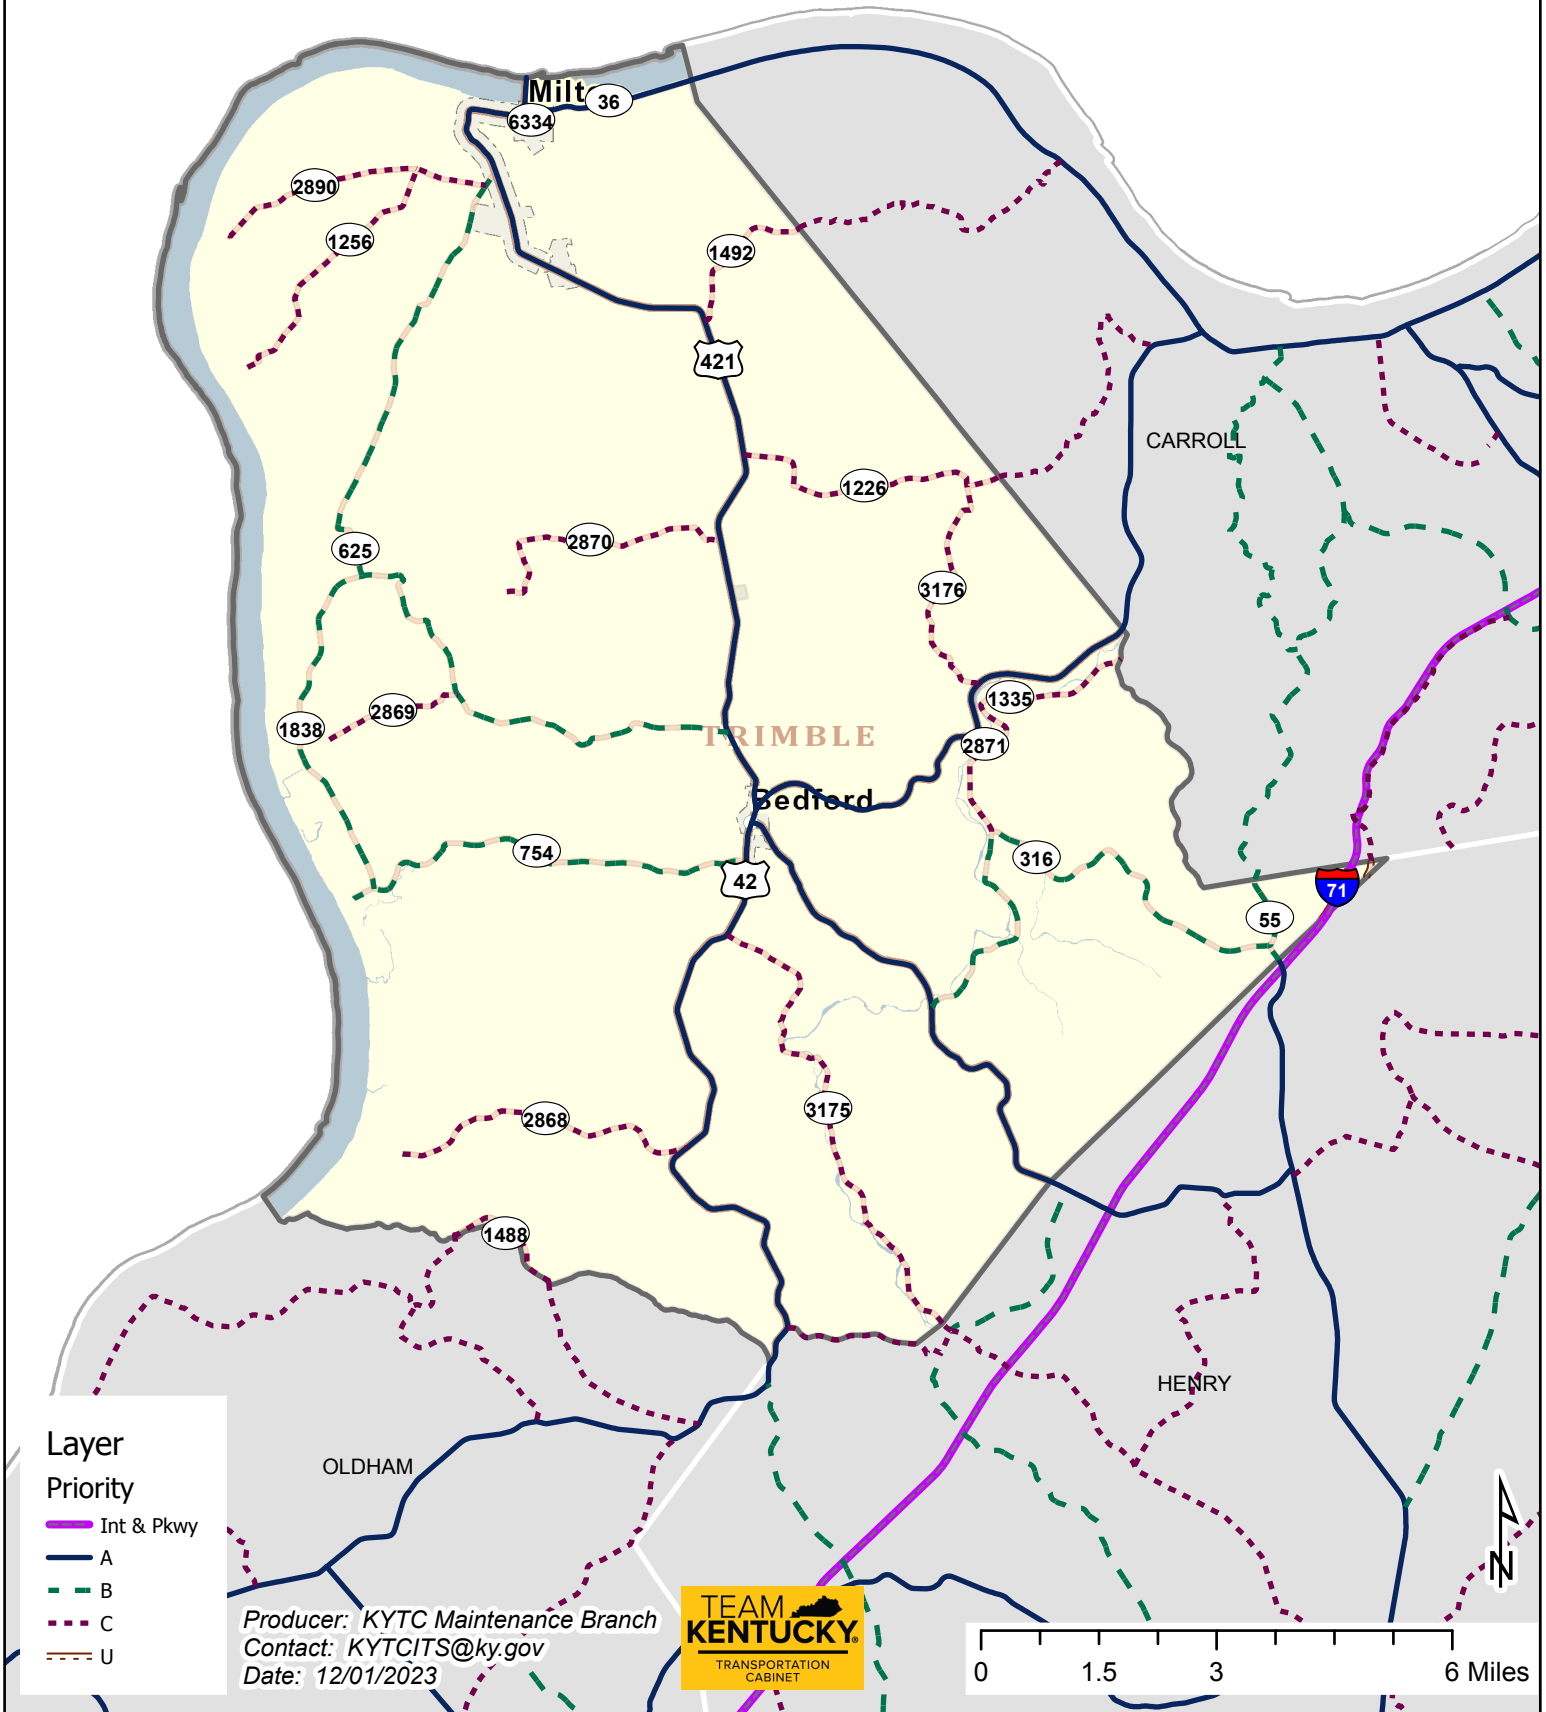 Milt
36
6334
2890
1256
1492
421
CARROLL
1226
2870
625
3176
1335
2869
1838
TRIMBLE
2871
Bedford
754
316
42
71
55
3175
2868
1488
HENRY
OLDHAM
Layer
Priority
Int & Pkwy
A
B
C
U
Producer: KYTC Maintenance Branch
Contact: KYTCITS@ky.gov
Date: 12/01/2023
TEAM
KENTUCKY®
TRANSPORTATION
CABINET
N
0 1.5 3 6 Miles